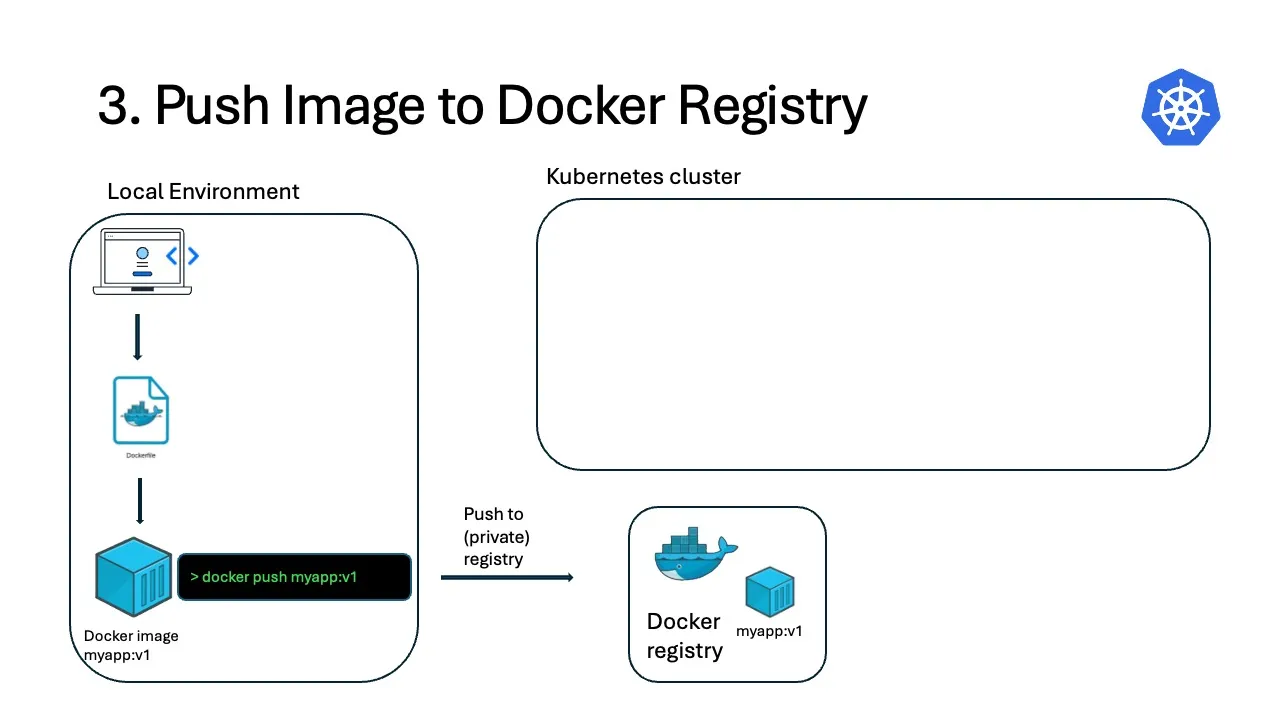 3. Push Image to Docker Registry
Local Environment
Kubernetes cluster
Dockerfile
Push to
(private)
registry
> docker push myapp:v1
Docker image
myapp:v1
Docker
registry
myapp:v1